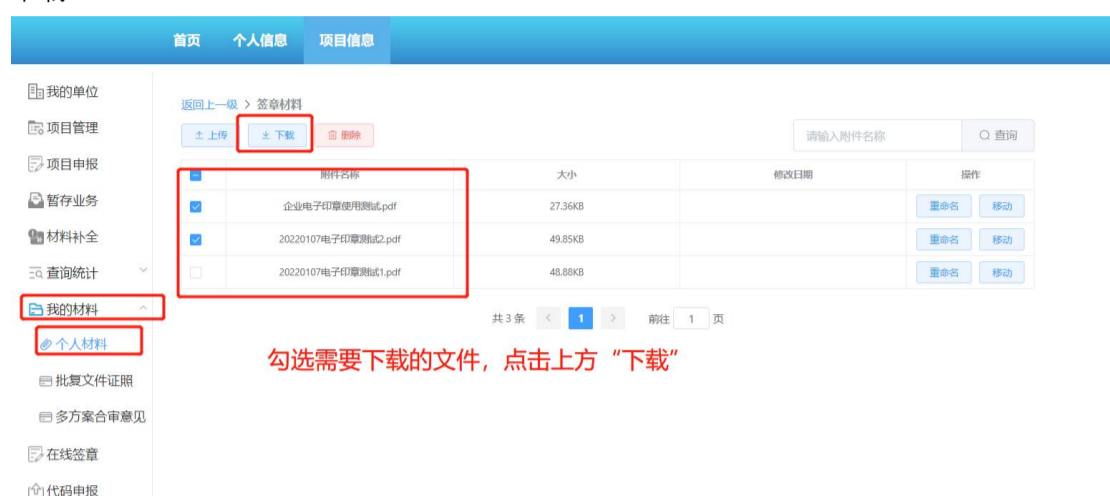 首页 个人信息 项目信息
我的单位
项目管理
项目申报
暂存业务
材料补全
查询统计
我的材料
个人材料
批复文件证照
多方案合审意见
在线签章
代码申报
返回上一级 > 签章材料
上传 下载 删除 请输入附件名称 查询
附件名称 大小 修改日期 操作
企业电子印章使用测试.pdf 27.36KB 重命名 移动
20220107电子印章测试2.pdf 49.85KB 重命名 移动
20220107电子印章测试1.pdf 48.88KB 重命名 移动
共 3 条 < 1 > 前往 1 页
勾选需要下载的文件，点击上方“下载”